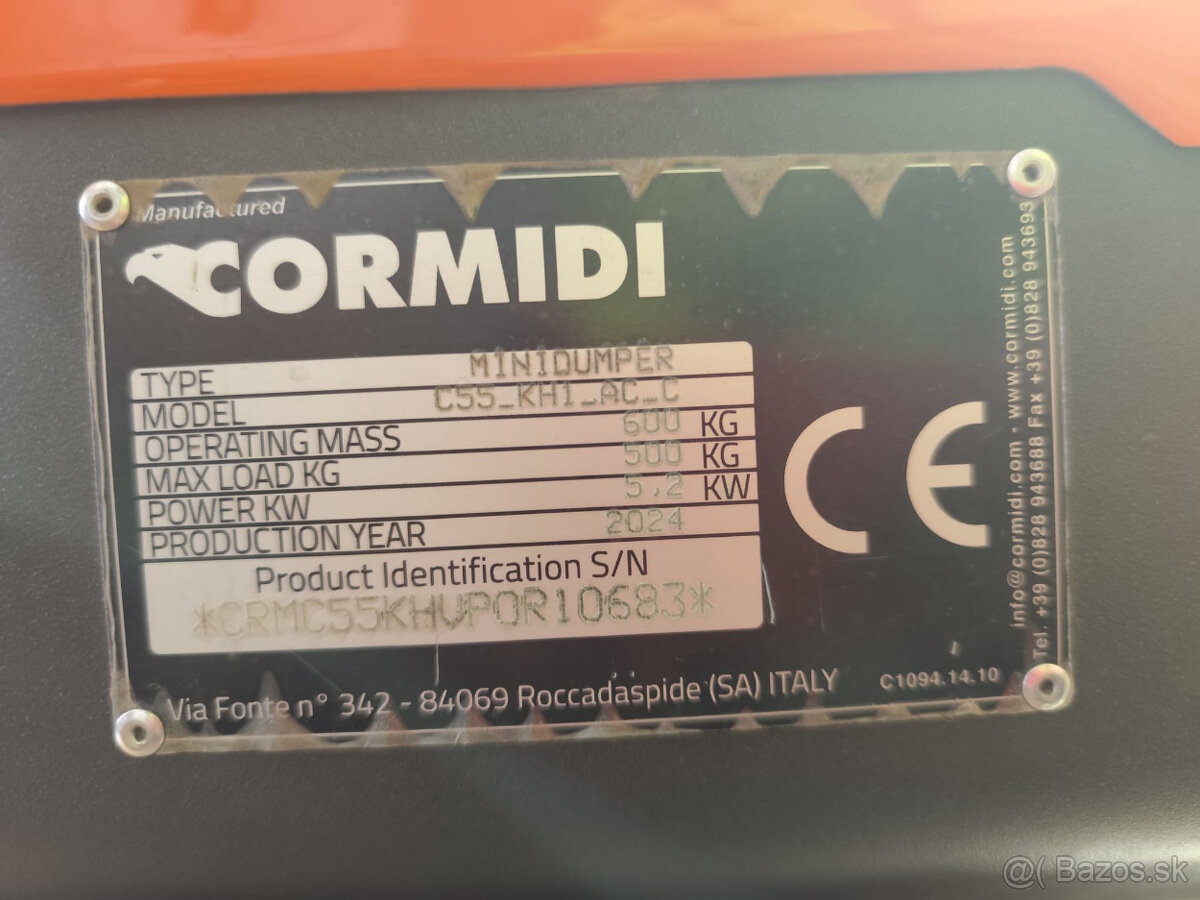 Manufactured
CORMIDI
TYPE MINIDUMPER
MODEL C55_KH1_AC_C
OPERATING MASS 600 KG
MAX LOAD KG 500 KG
POWER KW 5.2 KW
PRODUCTION YEAR 2024
Product Identification S/N
*CRMC55KHVP0R10683*
Via Fonte n° 342 - 84069 Roccadaspide (SA) ITALY
C1094.14.10
CE
info@cormidi.com - www.cormidi.com
Tel. +39 (0)828 943688 Fax +39 (0)828 943693
@( Bazos.sk